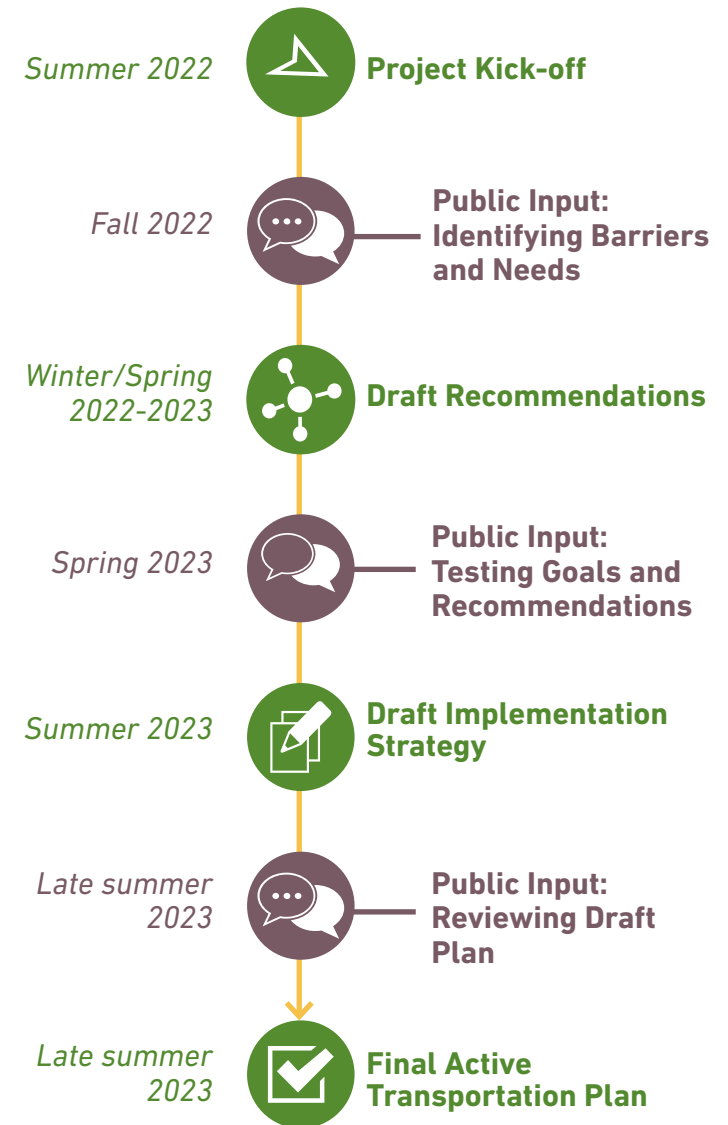 Summer 2022
Project Kick-off
Fall 2022
Public Input:
Identifying Barriers
and Needs
Winter/Spring
2022-2023
Draft Recommendations
Spring 2023
Public Input:
Testing Goals and
Recommendations
Summer 2023
Draft Implementation
Strategy
Late summer
2023
Public Input:
Reviewing Draft
Plan
Late summer
2023
Final Active
Transportation Plan